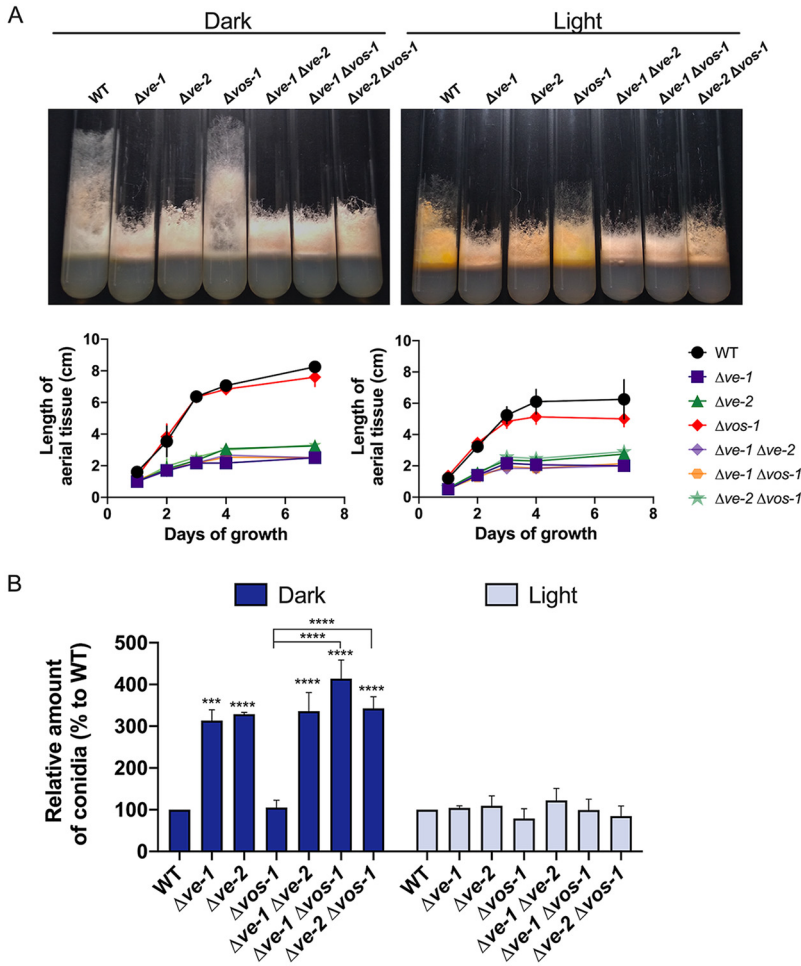 A
Dark
Light
WT Δve-1 Δve-2 Δvos-1 Δve-1 Δve-2 Δve-1 Δvos-1 Δve-2 Δvos-1
WT Δve-1 Δve-2 Δvos-1 Δve-1 Δve-2 Δve-1 Δvos-1 Δve-2 Δvos-1
Length of
aerial tissue (cm)
10
8
6
4
2
0
0 2 4 6 8
Days of growth
Length of
aerial tissue (cm)
10
8
6
4
2
0
0 2 4 6 8
Days of growth
WT
Δve-1
Δve-2
Δvos-1
Δve-1 Δve-2
Δve-1 Δvos-1
Δve-2 Δvos-1
B
Dark
Light
Relative amount
of conidia (% to WT)
500
400
300
200
100
0
****
****
*** **** **** **** ****
WT Δve-1 Δve-2 Δvos-1 Δve-1 Δve-2 Δve-1 Δvos-1 Δve-2 Δvos-1
WT Δve-1 Δve-2 Δvos-1 Δve-1 Δve-2 Δve-1 Δvos-1 Δve-2 Δvos-1